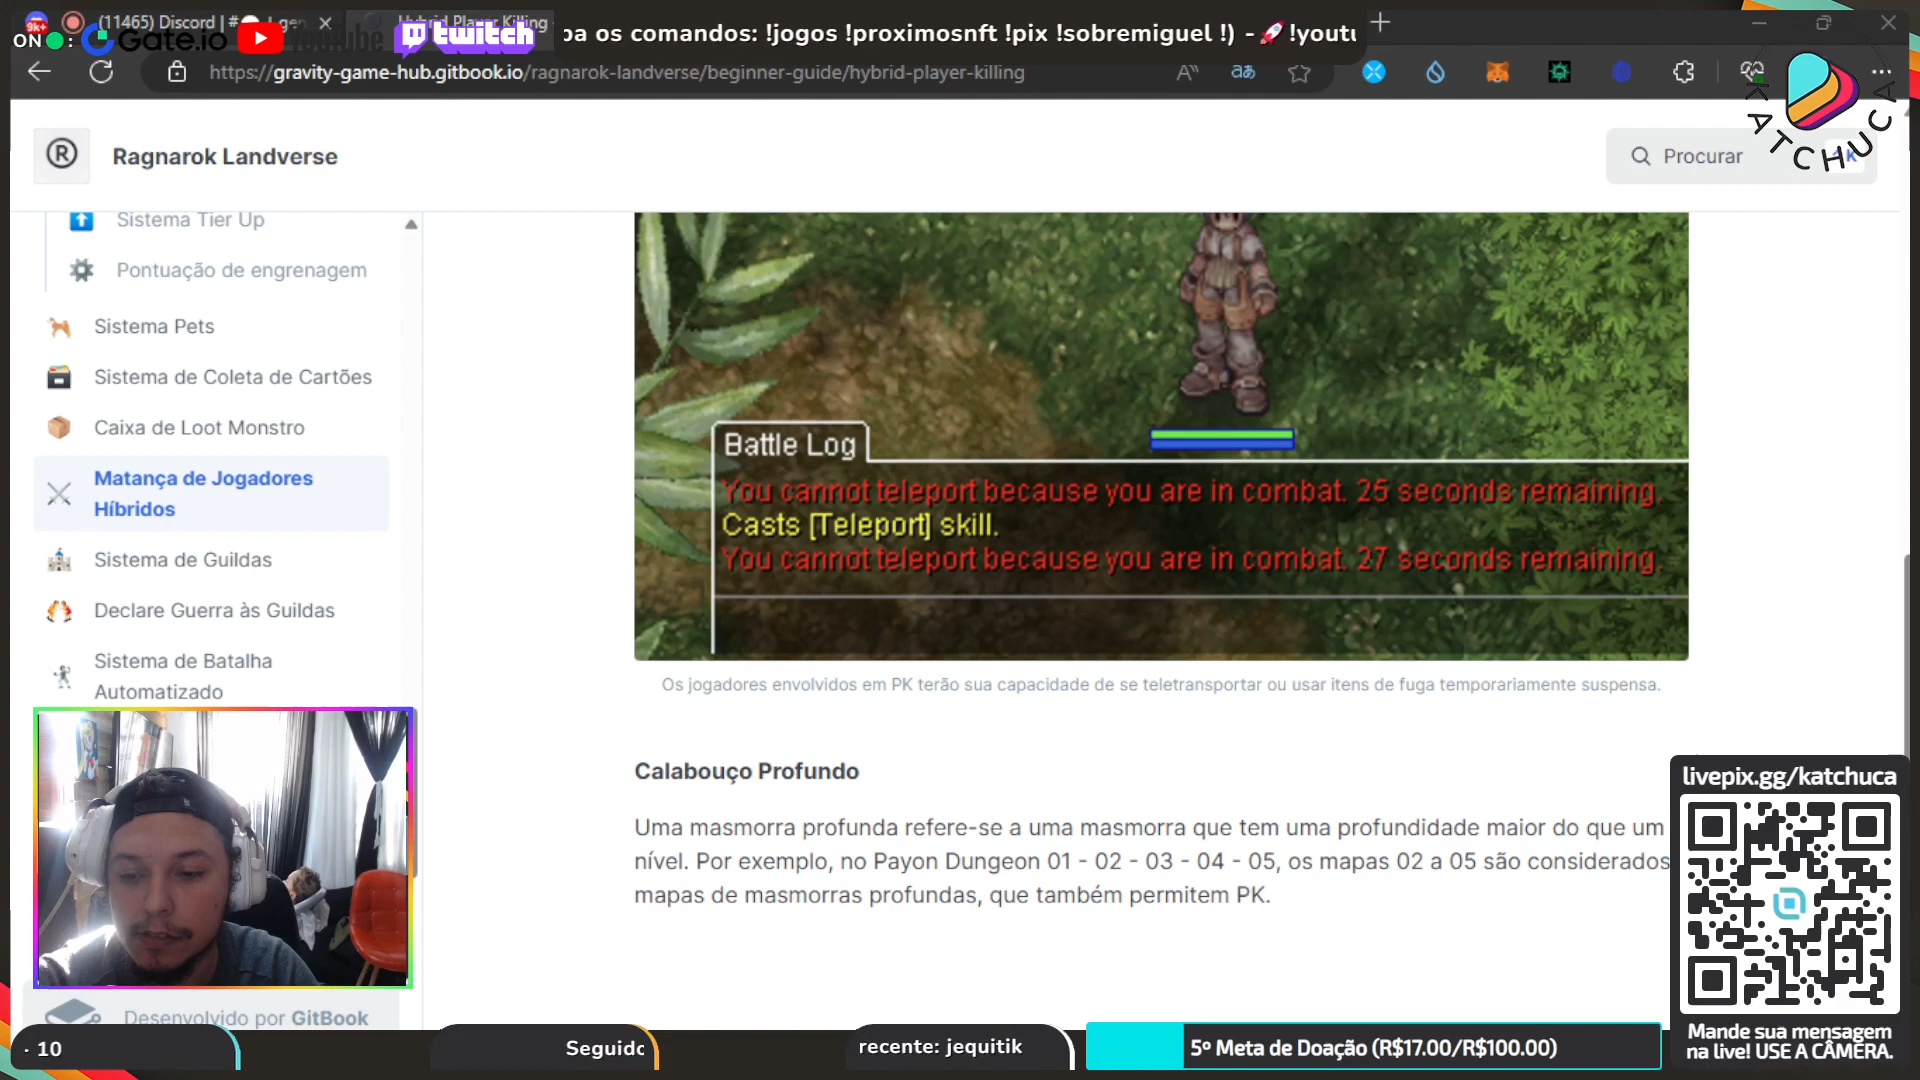 (11465) Discord | #
Hybrid Player Killing
ON
Gate.io
YouTube
twitch
oa os comandos: !jogos !proximosnft !pix !sobremiguel !) - 🚀 !youtu
https://gravity-game-hub.gitbook.io/ragnarok-landverse/beginner-guide/hybrid-player-killing
KATCHUCA
Ragnarok Landverse
Procurar
Sistema Tier Up
Pontuação de engrenagem
Sistema Pets
Sistema de Coleta de Cartões
Caixa de Loot Monstro
Matança de Jogadores
Híbridos
Sistema de Guildas
Declare Guerra às Guildas
Sistema de Batalha
Automatizado
Desenvolvido por GitBook
Battle Log
You cannot teleport because you are in combat. 25 seconds remaining.
Casts [Teleport] skill.
You cannot teleport because you are in combat. 27 seconds remaining.
Os jogadores envolvidos em PK terão sua capacidade de se teletransportar ou usar itens de fuga temporariamente suspensa.
Calabouço Profundo
Uma masmorra profunda refere-se a uma masmorra que tem uma profundidade maior do que um
nível. Por exemplo, no Payon Dungeon 01 - 02 - 03 - 04 - 05, os mapas 02 a 05 são considerados
mapas de masmorras profundas, que também permitem PK.
livepix.gg/katchuca
Mande sua mensagem
na live! USE A CÂMERA.
· 10
Seguido
recente: jequitik
5º Meta de Doação (R$17.00/R$100.00)